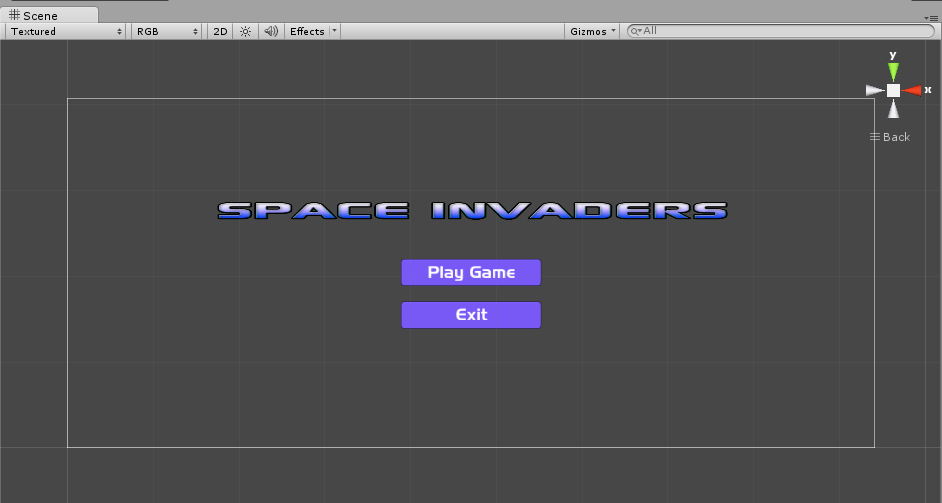 Scene
Textured RGB 2D Effects Gizmos All
y
x
Back
SPACE INVADERS
Play Game
Exit